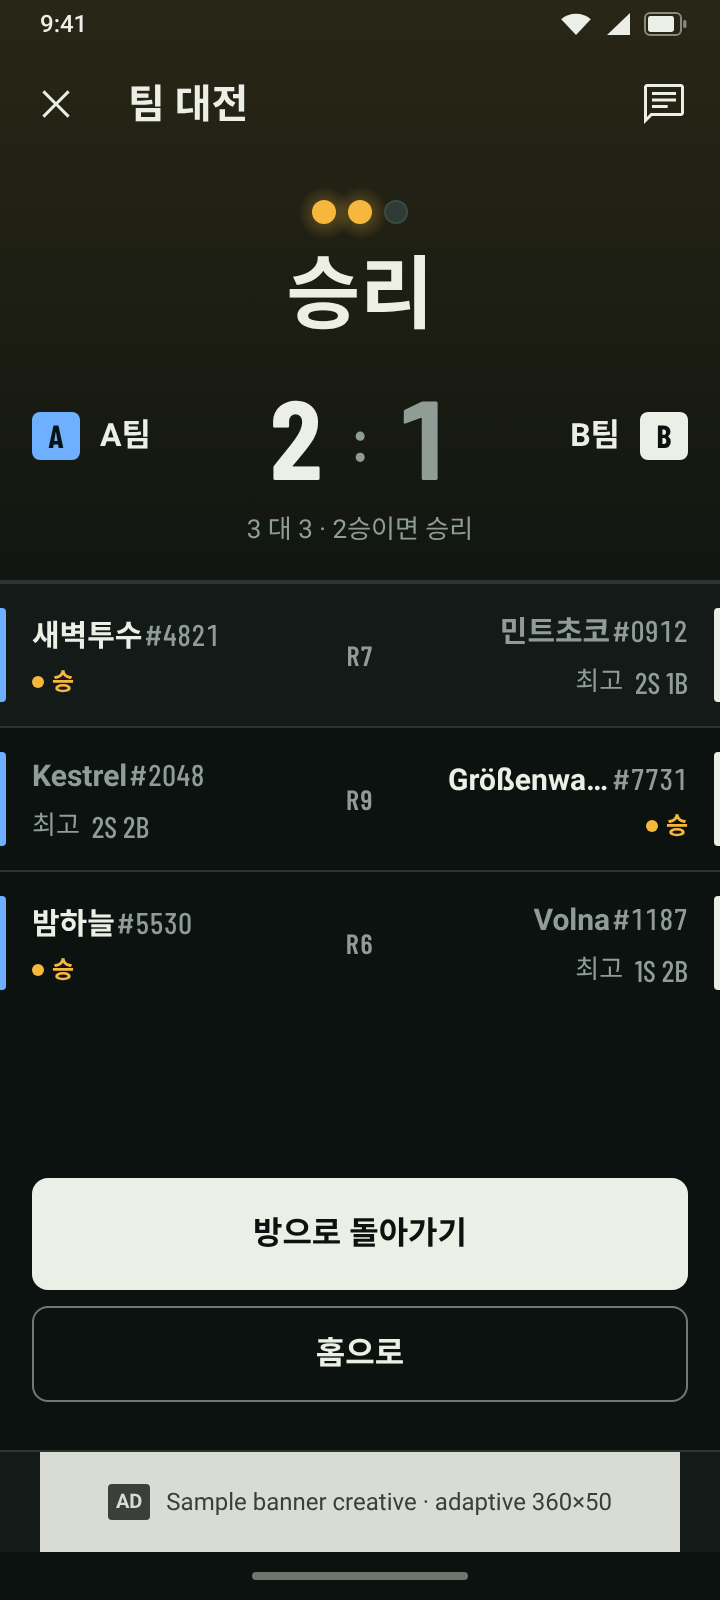 9:41
팀 대전
승리
A A팀 2 : 1 B팀 B
3 대 3 · 2승이면 승리
새벽투수#4821 R7 민트초코#0912
승 최고 2S 1B
Kestrel#2048 R9 Größenwa... #7731
최고 2S 2B 승
밤하늘#5530 R6 Volna#1187
승 최고 1S 2B
방으로 돌아가기
홈으로
AD Sample banner creative · adaptive 360×50